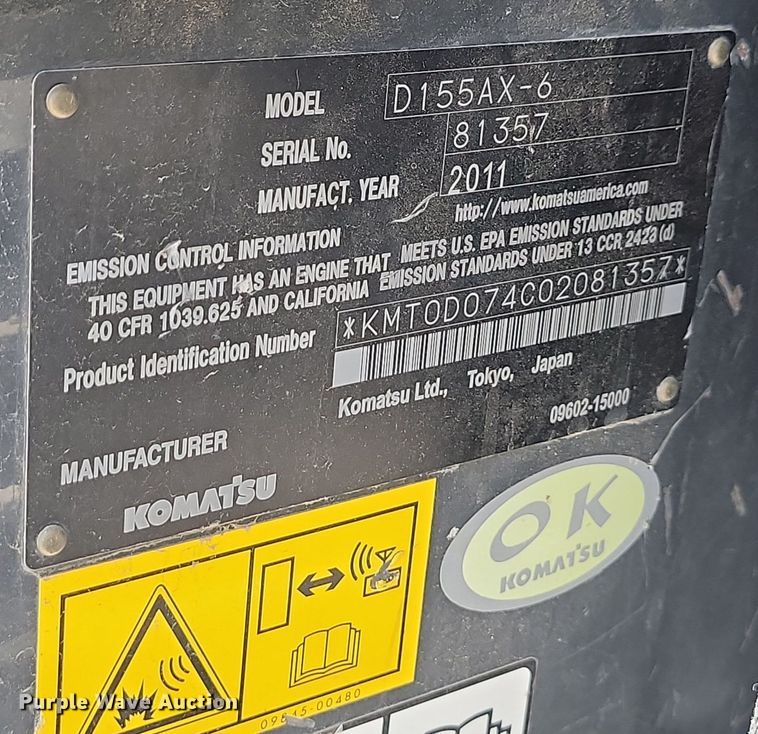 MODEL D155AX-6
SERIAL No. 81357
MANUFACT. YEAR 2011
http://www.komatsuamerica.com
EMISSION CONTROL INFORMATION
THIS EQUIPMENT HAS AN ENGINE THAT MEETS U.S. EPA EMISSION STANDARDS UNDER
40 CFR 1039.625 AND CALIFORNIA EMISSION STANDARDS UNDER 13 CCR 2423(d)
Product Identification Number *KMT0D074C02081357*
Komatsu Ltd., Tokyo, Japan
09602-15000
MANUFACTURER
KOMATSU
OK
KOMATSU
09845-00480
Purple Wave Auction